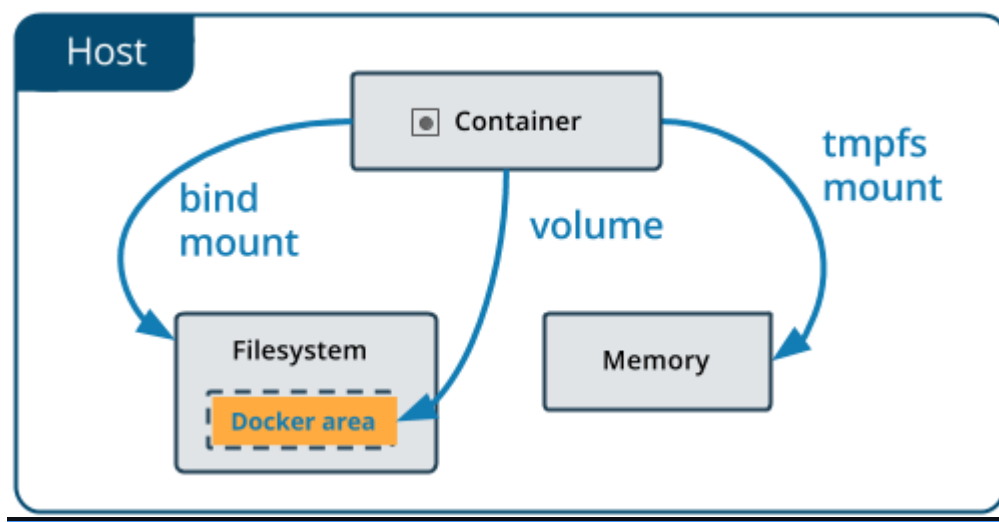 Host
Container
bind
mount
volume
tmpfs
mount
Filesystem
Docker area
Memory